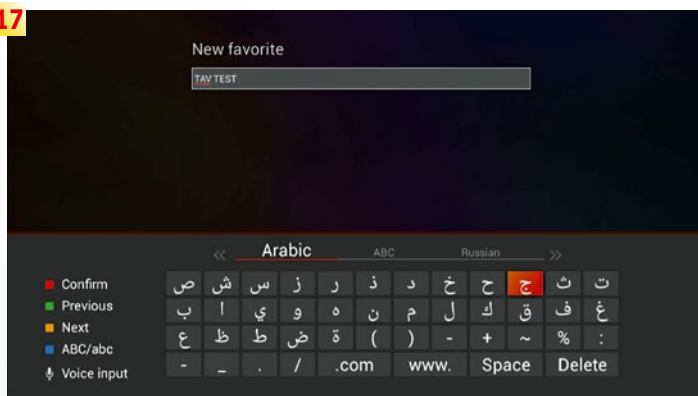 17
New favorite
TAV TEST
« Arabic ABC Russian »
Confirm
Previous
Next
ABC/abc
Voice input
ص ش س ز ر ذ د خ ح ج ث ت
ب ا ي و ه ن م ل ك ق ف غ
ع ظ ط ض ة ( ) - + ~ % :
- _ . / .com www. Space Delete